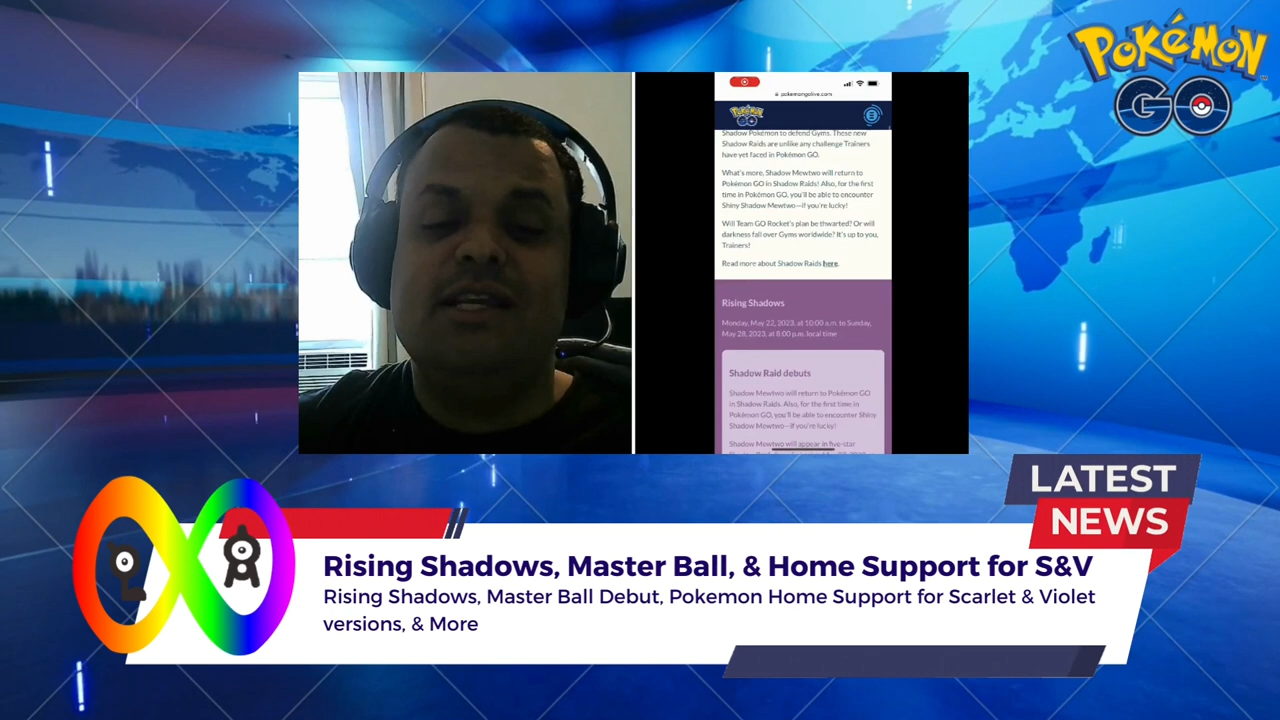 POKéMON
GO
pokemongolive.com
POKéMON
GO
Shadow Pokémon to defend Gyms. These new
Shadow Raids are unlike any challenge Trainers
have yet faced in Pokémon GO.
What's more, Shadow Mewtwo will return to
Pokémon GO in Shadow Raids! Also, for the first
time in Pokémon GO, you'll be able to encounter
Shiny Shadow Mewtwo—if you're lucky!
Will Team GO Rocket's plan be thwarted? Or will
darkness fall over Gyms worldwide? It's up to you,
Trainers!
Read more about Shadow Raids here.
Rising Shadows
Monday, May 22, 2023, at 10:00 a.m. to Sunday,
May 28, 2023, at 8:00 p.m. local time
Shadow Raid debuts
Shadow Mewtwo will return to Pokémon GO
in Shadow Raids. Also, for the first time in
Pokémon GO, you'll be able to encounter Shiny
Shadow Mewtwo—if you're lucky!
Shadow Mewtwo will appear in five-star
LATEST
NEWS
Rising Shadows, Master Ball, & Home Support for S&V
Rising Shadows, Master Ball Debut, Pokemon Home Support for Scarlet & Violet
versions, & More